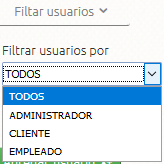 Filtrar usuarios
Filtrar usuarios por
TODOS
TODOS
ADMINISTRADOR
CLIENTE
EMPLEADO